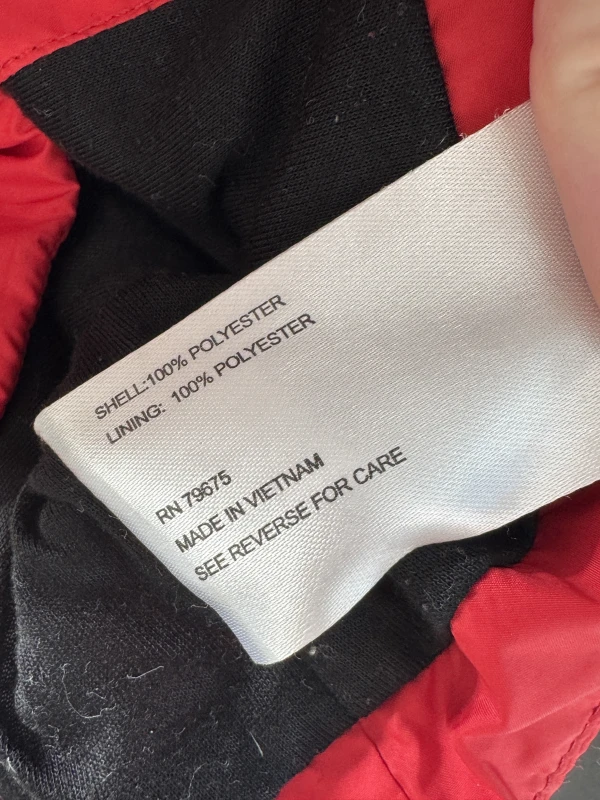 SHELL:100% POLYESTER
LINING: 100% POLYESTER
RN 79675
MADE IN VIETNAM
SEE REVERSE FOR CARE